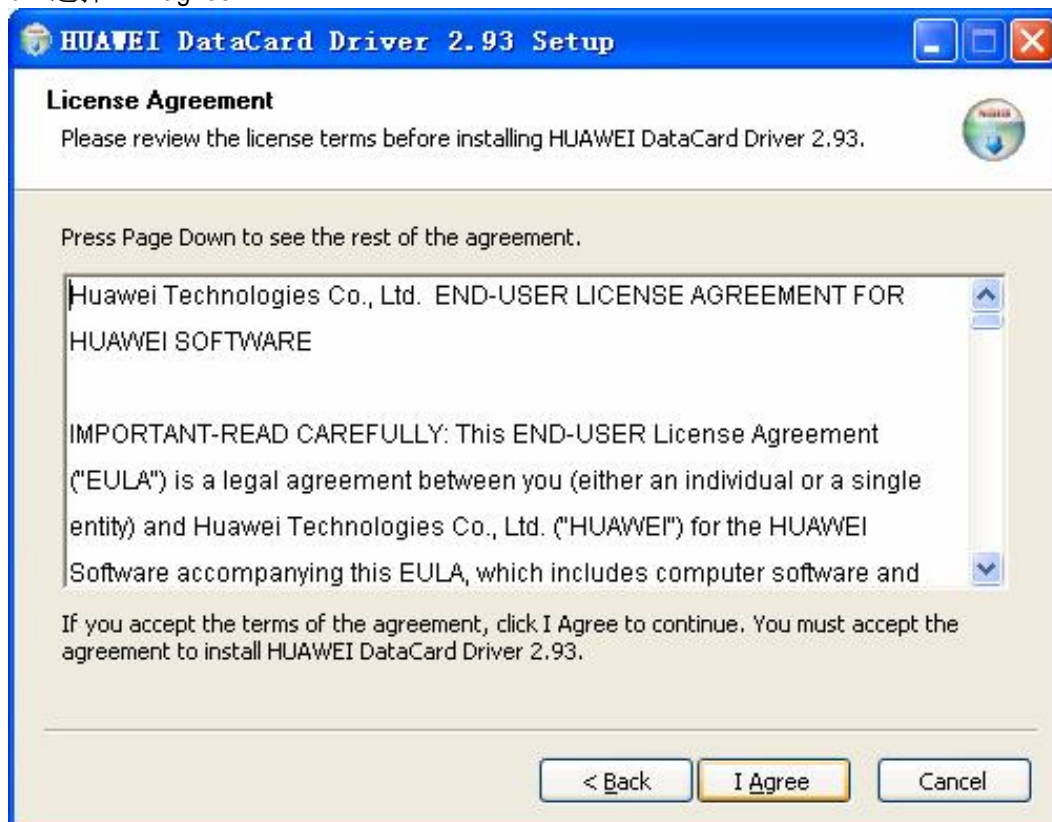 HUAWEI DataCard Driver 2.93 Setup
License Agreement
Please review the license terms before installing HUAWEI DataCard Driver 2.93.
Press Page Down to see the rest of the agreement.
Huawei Technologies Co., Ltd.  END-USER LICENSE AGREEMENT FOR
HUAWEI SOFTWARE
IMPORTANT-READ CAREFULLY: This END-USER License Agreement
("EULA") is a legal agreement between you (either an individual or a single
entity) and Huawei Technologies Co., Ltd. ("HUAWEI") for the HUAWEI
Software accompanying this EULA, which includes computer software and
If you accept the terms of the agreement, click I Agree to continue. You must accept the
agreement to install HUAWEI DataCard Driver 2.93.
< Back
I Agree
Cancel